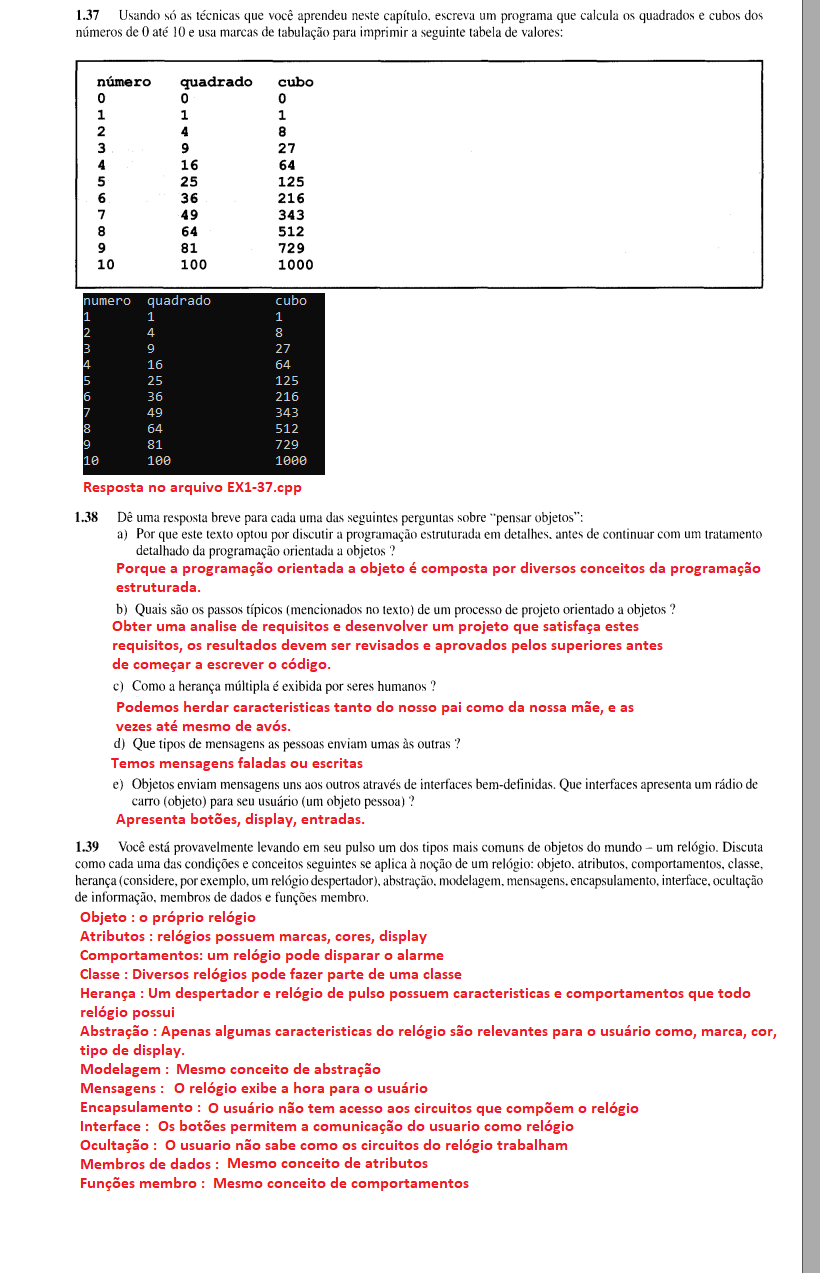 1.37 Usando só as técnicas que você aprendeu neste capítulo, escreva um programa que calcula os quadrados e cubos dos
números de 0 até 10 e usa marcas de tabulação para imprimir a seguinte tabela de valores:
número quadrado cubo
0 0 0
1 1 1
2 4 8
3 9 27
4 16 64
5 25 125
6 36 216
7 49 343
8 64 512
9 81 729
10 100 1000
numero quadrado cubo
1 1 1
2 4 8
3 9 27
4 16 64
5 25 125
6 36 216
7 49 343
8 64 512
9 81 729
10 100 1000
Resposta no arquivo EX1-37.cpp
1.38 Dê uma resposta breve para cada uma das seguintes perguntas sobre "pensar objetos":
a) Por que este texto optou por discutir a programação estruturada em detalhes, antes de continuar com um tratamento
detalhado da programação orientada a objetos ?
Porque a programação orientada a objeto é composta por diversos conceitos da programação
estruturada.
b) Quais são os passos típicos (mencionados no texto) de um processo de projeto orientado a objetos ?
Obter uma analise de requisitos e desenvolver um projeto que satisfaça estes
requisitos, os resultados devem ser revisados e aprovados pelos superiores antes
de começar a escrever o código.
c) Como a herança múltipla é exibida por seres humanos ?
Podemos herdar caracteristicas tanto do nosso pai como da nossa mãe, e as
vezes até mesmo de avós.
d) Que tipos de mensagens as pessoas enviam umas às outras ?
Temos mensagens faladas ou escritas
e) Objetos enviam mensagens uns aos outros através de interfaces bem-definidas. Que interfaces apresenta um rádio de
carro (objeto) para seu usuário (um objeto pessoa) ?
Apresenta botões, display, entradas.
1.39 Você está provavelmente levando em seu pulso um dos tipos mais comuns de objetos do mundo – um relógio. Discuta
como cada uma das condições e conceitos seguintes se aplica à noção de um relógio: objeto, atributos, comportamentos, classe,
herança (considere, por exemplo, um relógio despertador), abstração, modelagem, mensagens, encapsulamento, interface, ocultação
de informação, membros de dados e funções membro.
Objeto : o próprio relógio
Atributos : relógios possuem marcas, cores, display
Comportamentos: um relógio pode disparar o alarme
Classe : Diversos relógios pode fazer parte de uma classe
Herança : Um despertador e relógio de pulso possuem caracteristicas e comportamentos que todo
relógio possui
Abstração : Apenas algumas caracteristicas do relógio são relevantes para o usuário como, marca, cor,
tipo de display.
Modelagem : Mesmo conceito de abstração
Mensagens : O relógio exibe a hora para o usuário
Encapsulamento : O usuário não tem acesso aos circuitos que compõem o relógio
Interface : Os botões permitem a comunicação do usuario como relógio
Ocultação : O usuario não sabe como os circuitos do relógio trabalham
Membros de dados : Mesmo conceito de atributos
Funções membro : Mesmo conceito de comportamentos